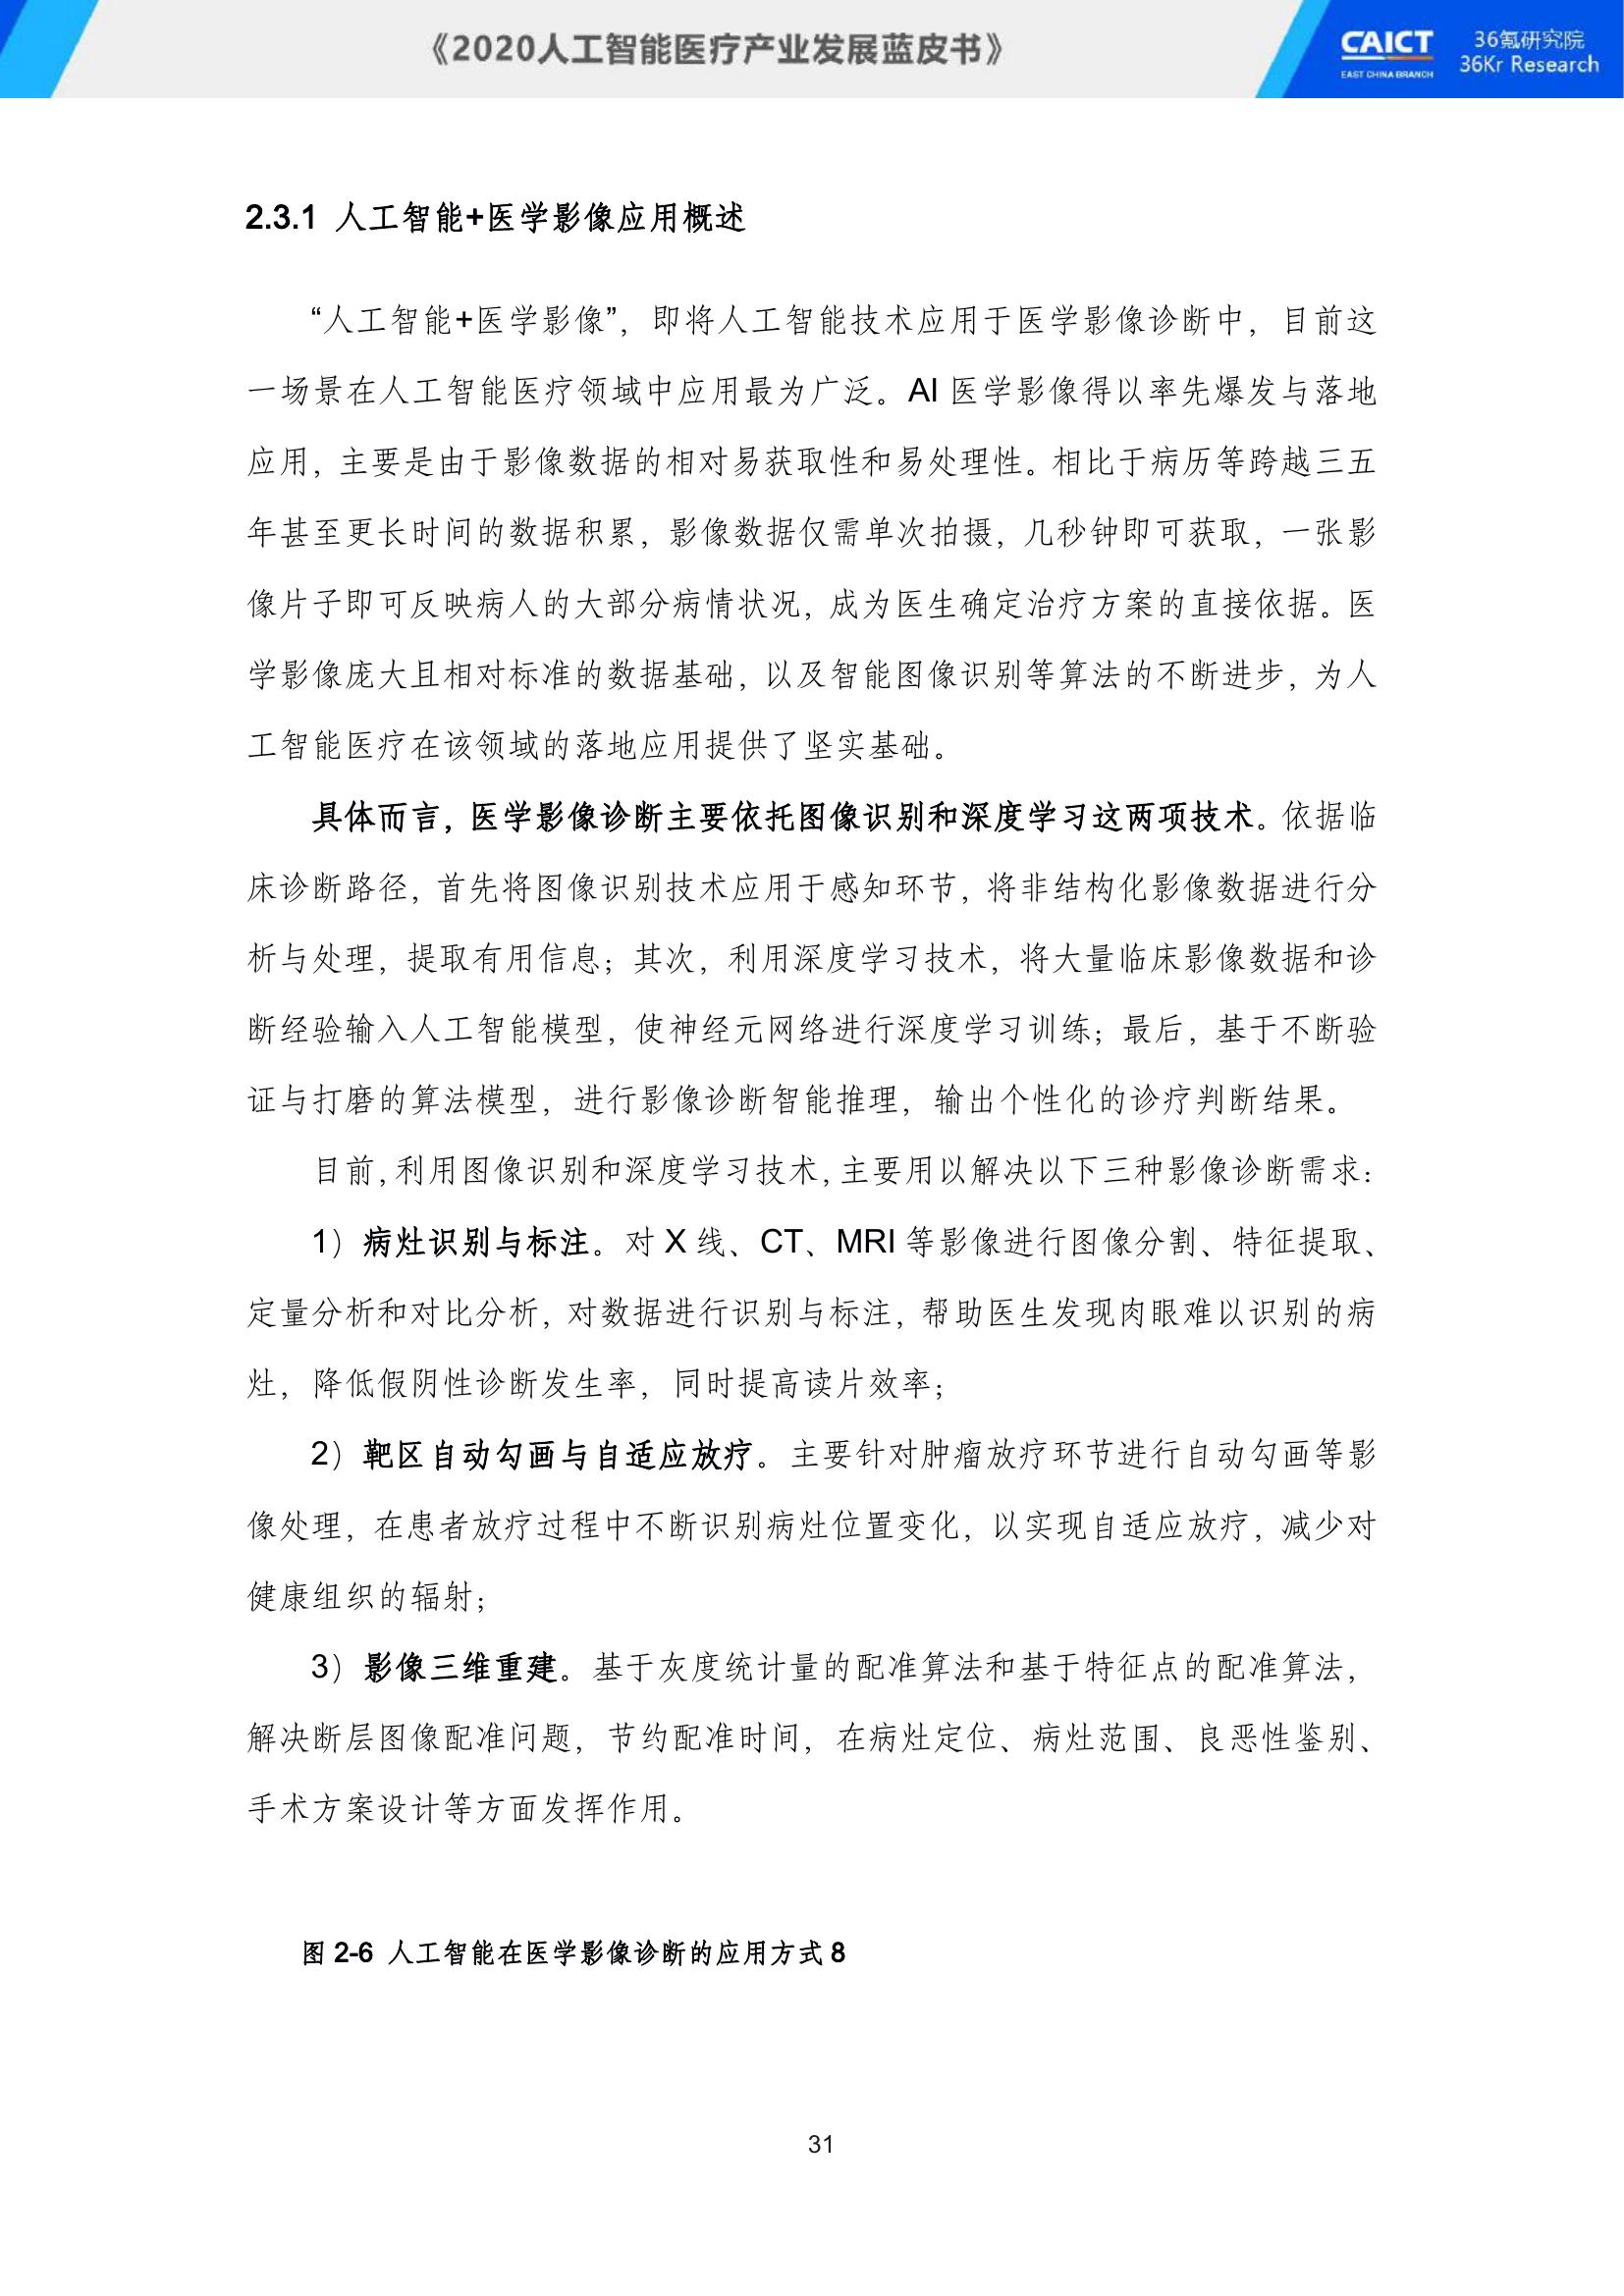 《2020人工智能医疗产业发展蓝皮书》
CAICT
EAST CHINA BRANCH
36氪研究院
36Kr Research
2.3.1 人工智能+医学影像应用概述
“人工智能+医学影像”，即将人工智能技术应用于医学影像诊断中，目前这
一场景在人工智能医疗领域中应用最为广泛。AI 医学影像得以率先爆发与落地
应用，主要是由于影像数据的相对易获取性和易处理性。相比于病历等跨越三五
年甚至更长时间的数据积累，影像数据仅需单次拍摄，几秒钟即可获取，一张影
像片子即可反映病人的大部分病情状况，成为医生确定治疗方案的直接依据。医
学影像庞大且相对标准的数据基础，以及智能图像识别等算法的不断进步，为人
工智能医疗在该领域的落地应用提供了坚实基础。
具体而言，医学影像诊断主要依托图像识别和深度学习这两项技术。依据临
床诊断路径，首先将图像识别技术应用于感知环节，将非结构化影像数据进行分
析与处理，提取有用信息；其次，利用深度学习技术，将大量临床影像数据和诊
断经验输入人工智能模型，使神经元网络进行深度学习训练；最后，基于不断验
证与打磨的算法模型，进行影像诊断智能推理，输出个性化的诊疗判断结果。
目前，利用图像识别和深度学习技术，主要用以解决以下三种影像诊断需求：
1）病灶识别与标注。对 X 线、CT、MRI 等影像进行图像分割、特征提取、
定量分析和对比分析，对数据进行识别与标注，帮助医生发现肉眼难以识别的病
灶，降低假阴性诊断发生率，同时提高读片效率；
2）靶区自动勾画与自适应放疗。主要针对肿瘤放疗环节进行自动勾画等影
像处理，在患者放疗过程中不断识别病灶位置变化，以实现自适应放疗，减少对
健康组织的辐射；
3）影像三维重建。基于灰度统计量的配准算法和基于特征点的配准算法，
解决断层图像配准问题，节约配准时间，在病灶定位、病灶范围、良恶性鉴别、
手术方案设计等方面发挥作用。
图 2-6 人工智能在医学影像诊断的应用方式 8
31